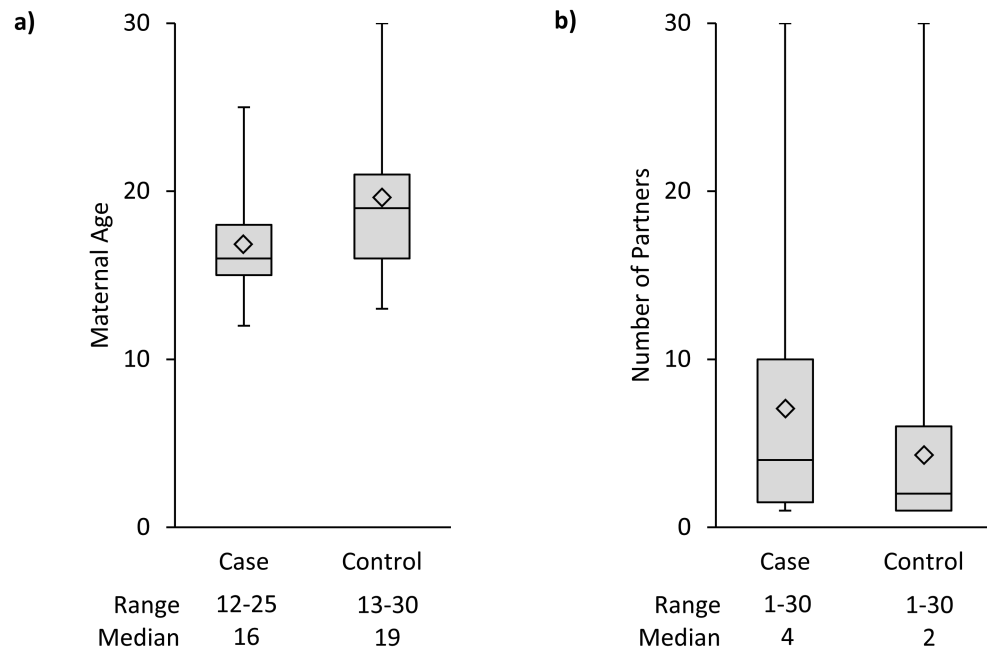 a)
30
20
10
0
Maternal Age
Case Control
Range 12-25 13-30
Median 16 19
b)
30
20
10
0
Number of Partners
Case Control
Range 1-30 1-30
Median 4 2